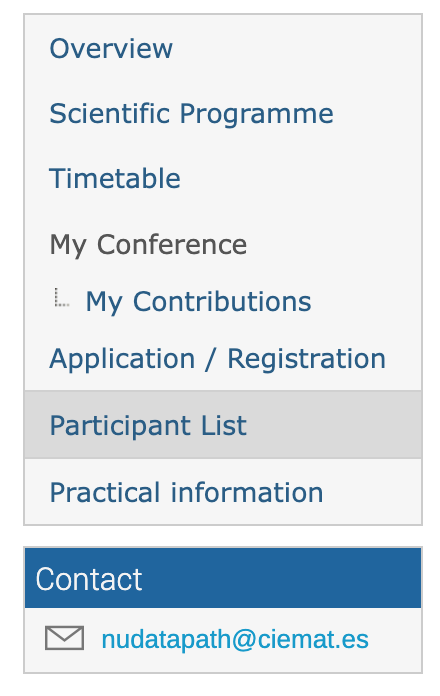 Overview
Scientific Programme
Timetable
My Conference
My Contributions
Application / Registration
Participant List
Practical information
Contact
nudatapath@ciemat.es